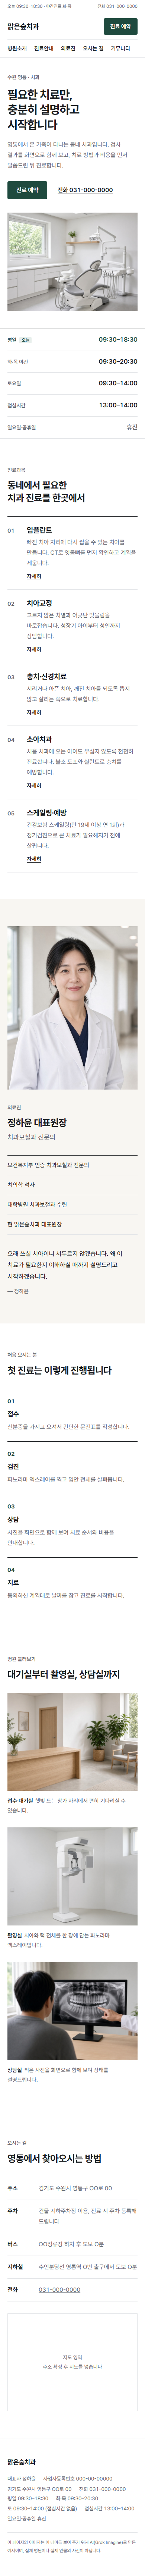 오늘 09:30–18:30 · 야간진료 화·목
전화 031-000-0000
맑은숲치과
진료 예약
병원소개 진료안내 의료진 오시는 길 커뮤니티
수원 영통 · 치과
필요한 치료만,
충분히 설명하고
시작합니다
영통에서 온 가족이 다니는 동네 치과입니다. 검사
결과를 화면으로 함께 보고, 치료 방법과 비용을 먼저
말씀드린 뒤 진료합니다.
진료 예약 전화 031-000-0000
평일 오늘 09:30–18:30
화·목 야간 09:30–20:30
토요일 09:30–14:00
점심시간 13:00–14:00
일요일·공휴일 휴진
진료과목
동네에서 필요한
치과 진료를 한곳에서
01 임플란트
빠진 치아 자리에 다시 씹을 수 있는 치아를
만듭니다. CT로 잇몸뼈를 먼저 확인하고 계획을
세웁니다.
자세히
02 치아교정
고르지 않은 치열과 어긋난 맞물림을
바로잡습니다. 성장기 아이부터 성인까지
상담합니다.
자세히
03 충치·신경치료
시리거나 아픈 치아, 깨진 치아를 되도록 뽑지
않고 살리는 쪽으로 치료합니다.
자세히
04 소아치과
처음 치과에 오는 아이도 무섭지 않도록 천천히
진료합니다. 불소 도포와 실란트로 충치를
예방합니다.
자세히
05 스케일링·예방
건강보험 스케일링(만 19세 이상 연 1회)과
정기검진으로 큰 치료가 필요해지기 전에
살핍니다.
자세히
의료진
정하윤 대표원장
치과보철과 전문의
보건복지부 인증 치과보철과 전문의
치의학 석사
대학병원 치과보철과 수련
현 맑은숲치과 대표원장
오래 쓰실 치아이니 서두르지 않겠습니다. 왜 이
치료가 필요한지 이해하실 때까지 설명드리고
시작하겠습니다.
— 정하윤
처음 오시는 분
첫 진료는 이렇게 진행됩니다
01
접수
신분증을 가지고 오셔서 간단한 문진표를 작성합니다.
02
검진
파노라마 엑스레이를 찍고 입안 전체를 살펴봅니다.
03
상담
사진을 화면으로 함께 보며 치료 순서와 비용을
안내합니다.
04
치료
동의하신 계획대로 날짜를 잡고 진료를 시작합니다.
병원 둘러보기
대기실부터 촬영실, 상담실까지
접수·대기실 햇빛 드는 창가 자리에서 편히 기다리실 수
있습니다.
촬영실 치아와 턱 전체를 한 장에 담는 파노라마
엑스레이입니다.
상담실 찍은 사진을 화면으로 함께 보며 상태를
설명드립니다.
오시는 길
영통에서 찾아오시는 방법
주소 경기도 수원시 영통구 OO로 00
주차 건물 지하주차장 이용, 진료 시 주차 등록해
드립니다
버스 OO정류장 하차 후 도보 0분
지하철 수인분당선 영통역 0번 출구에서 도보 0분
전화 031-000-0000
지도 영역
주소 확정 후 지도를 넣습니다
맑은숲치과
대표자 정하윤 사업자등록번호 000-00-00000
경기도 수원시 영통구 OO로 00 전화 031-000-0000
평일 09:30–18:30 화·목 09:30–20:30
토 09:30–14:00 (점심시간 없음) 점심시간 13:00–14:00
일요일·공휴일 휴진